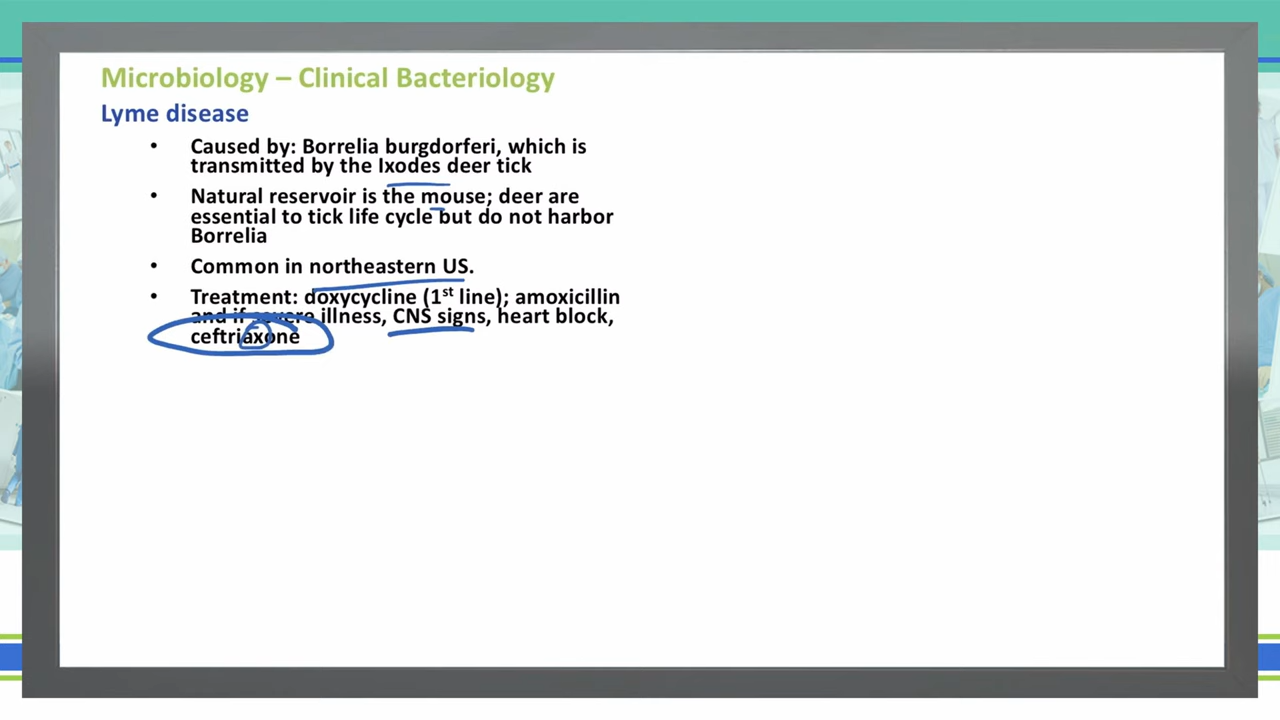 Microbiology – Clinical Bacteriology
Lyme disease
• Caused by: Borrelia burgdorferi, which is
transmitted by the Ixodes deer tick
• Natural reservoir is the mouse; deer are
essential to tick life cycle but do not harbor
Borrelia
• Common in northeastern US.
• Treatment: doxycycline (1st line); amoxicillin
and if severe illness, CNS signs, heart block,
ceftriaxone